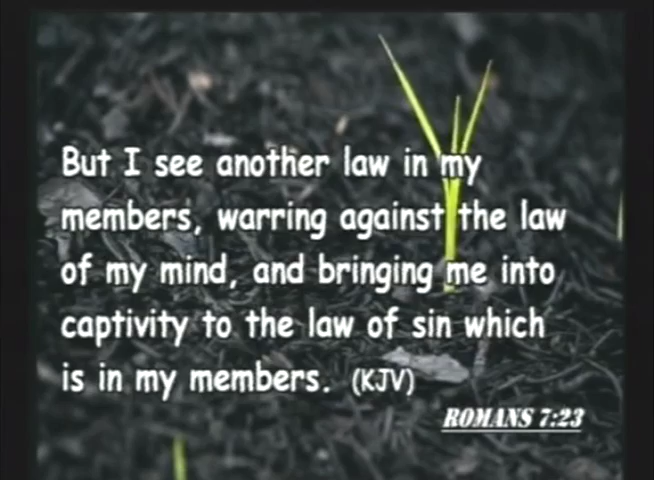 But I see another law in my
members, warring against the law
of my mind, and bringing me into
captivity to the law of sin which
is in my members. (KJV)
ROMANS 7:23